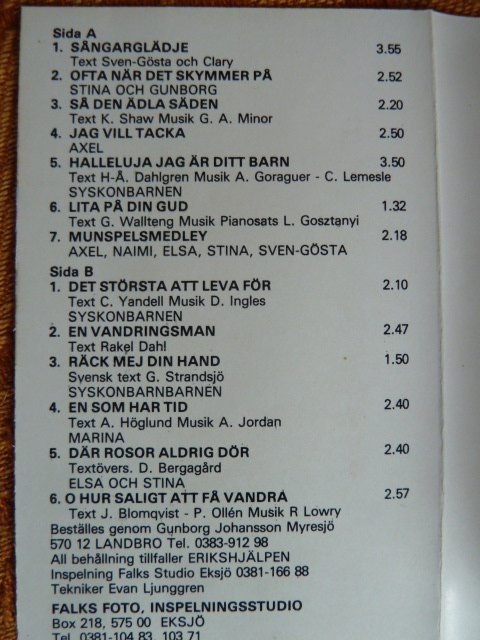 Sida A
1. SÅNGARGLÄDJE 3.55
Text Sven-Gösta och Clary
2. OFTA NÄR DET SKYMMER PÅ 2.52
STINA OCH GUNBORG
3. SÅ DEN ÄDLA SÄDEN 2.20
Text K. Shaw Musik G. A. Minor
4. JAG VILL TACKA 2.50
AXEL
5. HALLELUJA JAG ÄR DITT BARN 3.50
Text H-Å. Dahlgren Musik A. Goraguer - C. Lemesle
SYSKONBARNEN
6. LITA PÅ DIN GUD 1.32
Text G. Wallteng Musik Pianosats L. Gosztanyi
7. MUNSPELSMEDLEY 2.18
AXEL, NAIMI, ELSA, STINA, SVEN-GÖSTA
Sida B
1. DET STÖRSTA ATT LEVA FÖR 2.10
Text C. Yandell Musik D. Ingles
SYSKONBARNEN
2. EN VANDRINGSMAN 2.47
Text Rakel Dahl
3. RÄCK MEJ DIN HAND 1.50
Svensk text G. Strandsjö
SYSKONBARNBARNEN
4. EN SOM HAR TID 2.40
Text A. Höglund Musik A. Jordan
MARINA
5. DÄR ROSOR ALDRIG DÖR 2.40
Textövers. D. Bergagård
ELSA OCH STINA
6. O HUR SALIGT ATT FÅ VANDRA 2.57
Text J. Blomqvist - P. Ollén Musik R Lowry
Beställes genom Gunborg Johansson Myresjö
570 12 LANDBRO Tel. 0383-912 98
All behållning tillfaller ERIKSHJÄLPEN
Inspelning Falks Studio Eksjö 0381-166 88
Tekniker Evan Ljunggren
FALKS FOTO, INSPELNINGSSTUDIO
Box 218, 575 00 EKSJÖ
Tel. 0381-104 83, 103 71